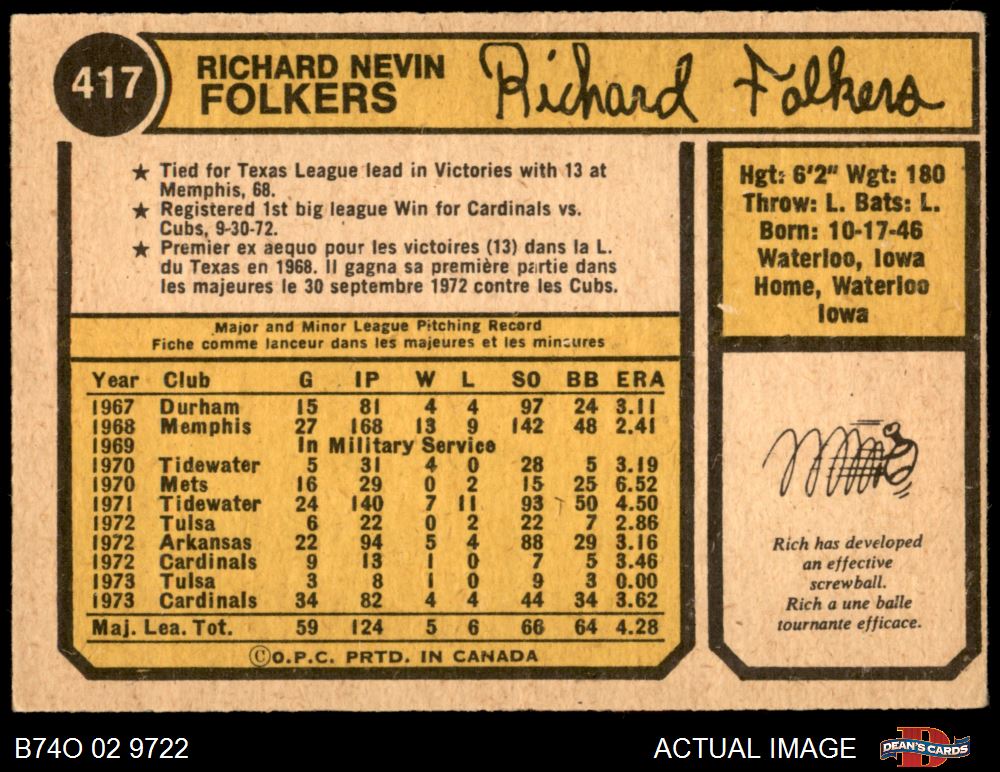 417
RICHARD NEVIN
FOLKERS
Richard Folkers
★ Tied for Texas League lead in Victories with 13 at
Memphis, 68.
★ Registered 1st big league Win for Cardinals vs.
Cubs, 9-30-72.
★ Premier ex aequo pour les victoires (13) dans la L.
du Texas en 1968. Il gagna sa première partie dans
les majeures le 30 septembre 1972 contre les Cubs.
Hgt: 6'2" Wgt: 180
Throw: L. Bats: L.
Born: 10-17-46
Waterloo, Iowa
Home, Waterloo
Iowa
Major and Minor League Pitching Record
Fiche comme lanceur dans les majeures et les mineures
Year Club G IP W L SO BB ERA
1967 Durham 15 81 4 4 97 24 3.11
1968 Memphis 27 168 13 9 142 48 2.41
1969 In Military Service
1970 Tidewater 5 31 4 0 28 5 3.19
1970 Mets 16 29 0 2 15 25 6.52
1971 Tidewater 24 140 7 11 93 50 4.50
1972 Tulsa 6 22 0 2 22 7 2.86
1972 Arkansas 22 94 5 4 88 29 3.16
1972 Cardinals 9 13 1 0 7 5 3.46
1973 Tulsa 3 8 1 0 9 3 0.00
1973 Cardinals 34 82 4 4 44 34 3.62
Maj. Lea. Tot. 59 124 5 6 66 64 4.28
©O.P.C. PRTD. IN CANADA
Rich has developed
an effective
screwball.
Rich a une balle
tournante efficace.
B74O 02 9722
ACTUAL IMAGE
D
DEAN'S CARDS